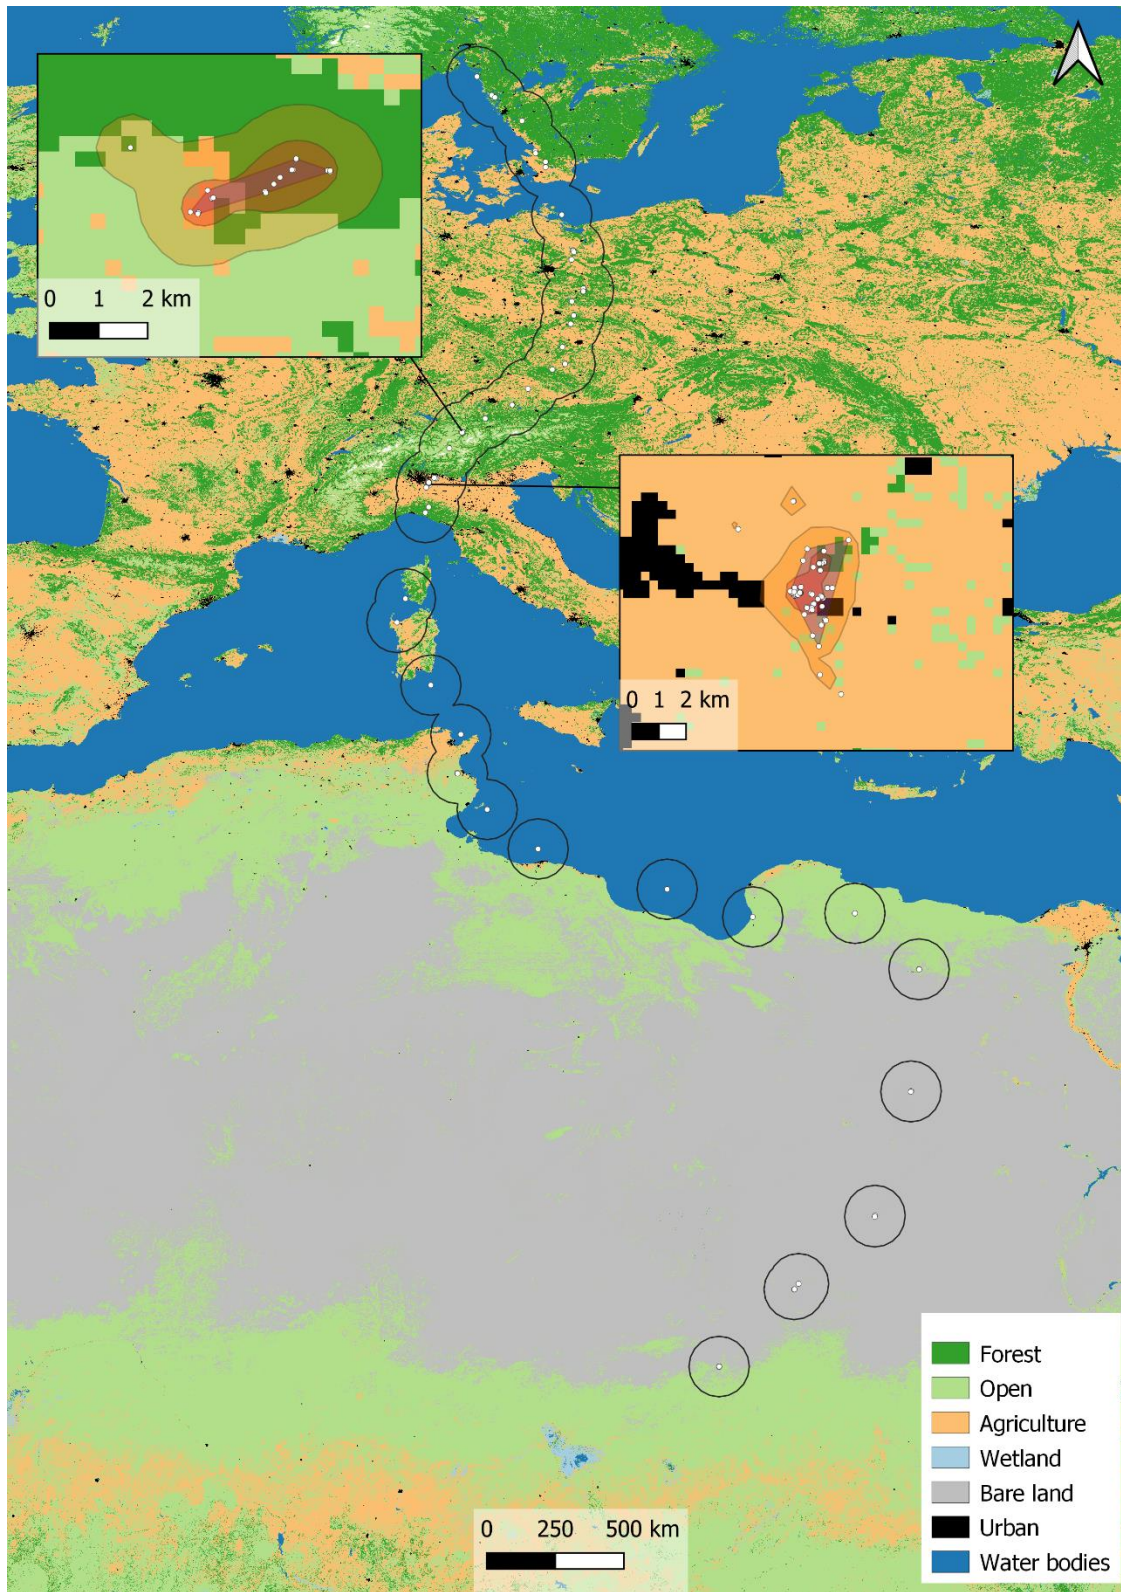 0 1 2 km
0 1 2 km
Forest
Open
Agriculture
Wetland
Bare land
Urban
Water bodies
0 250 500 km